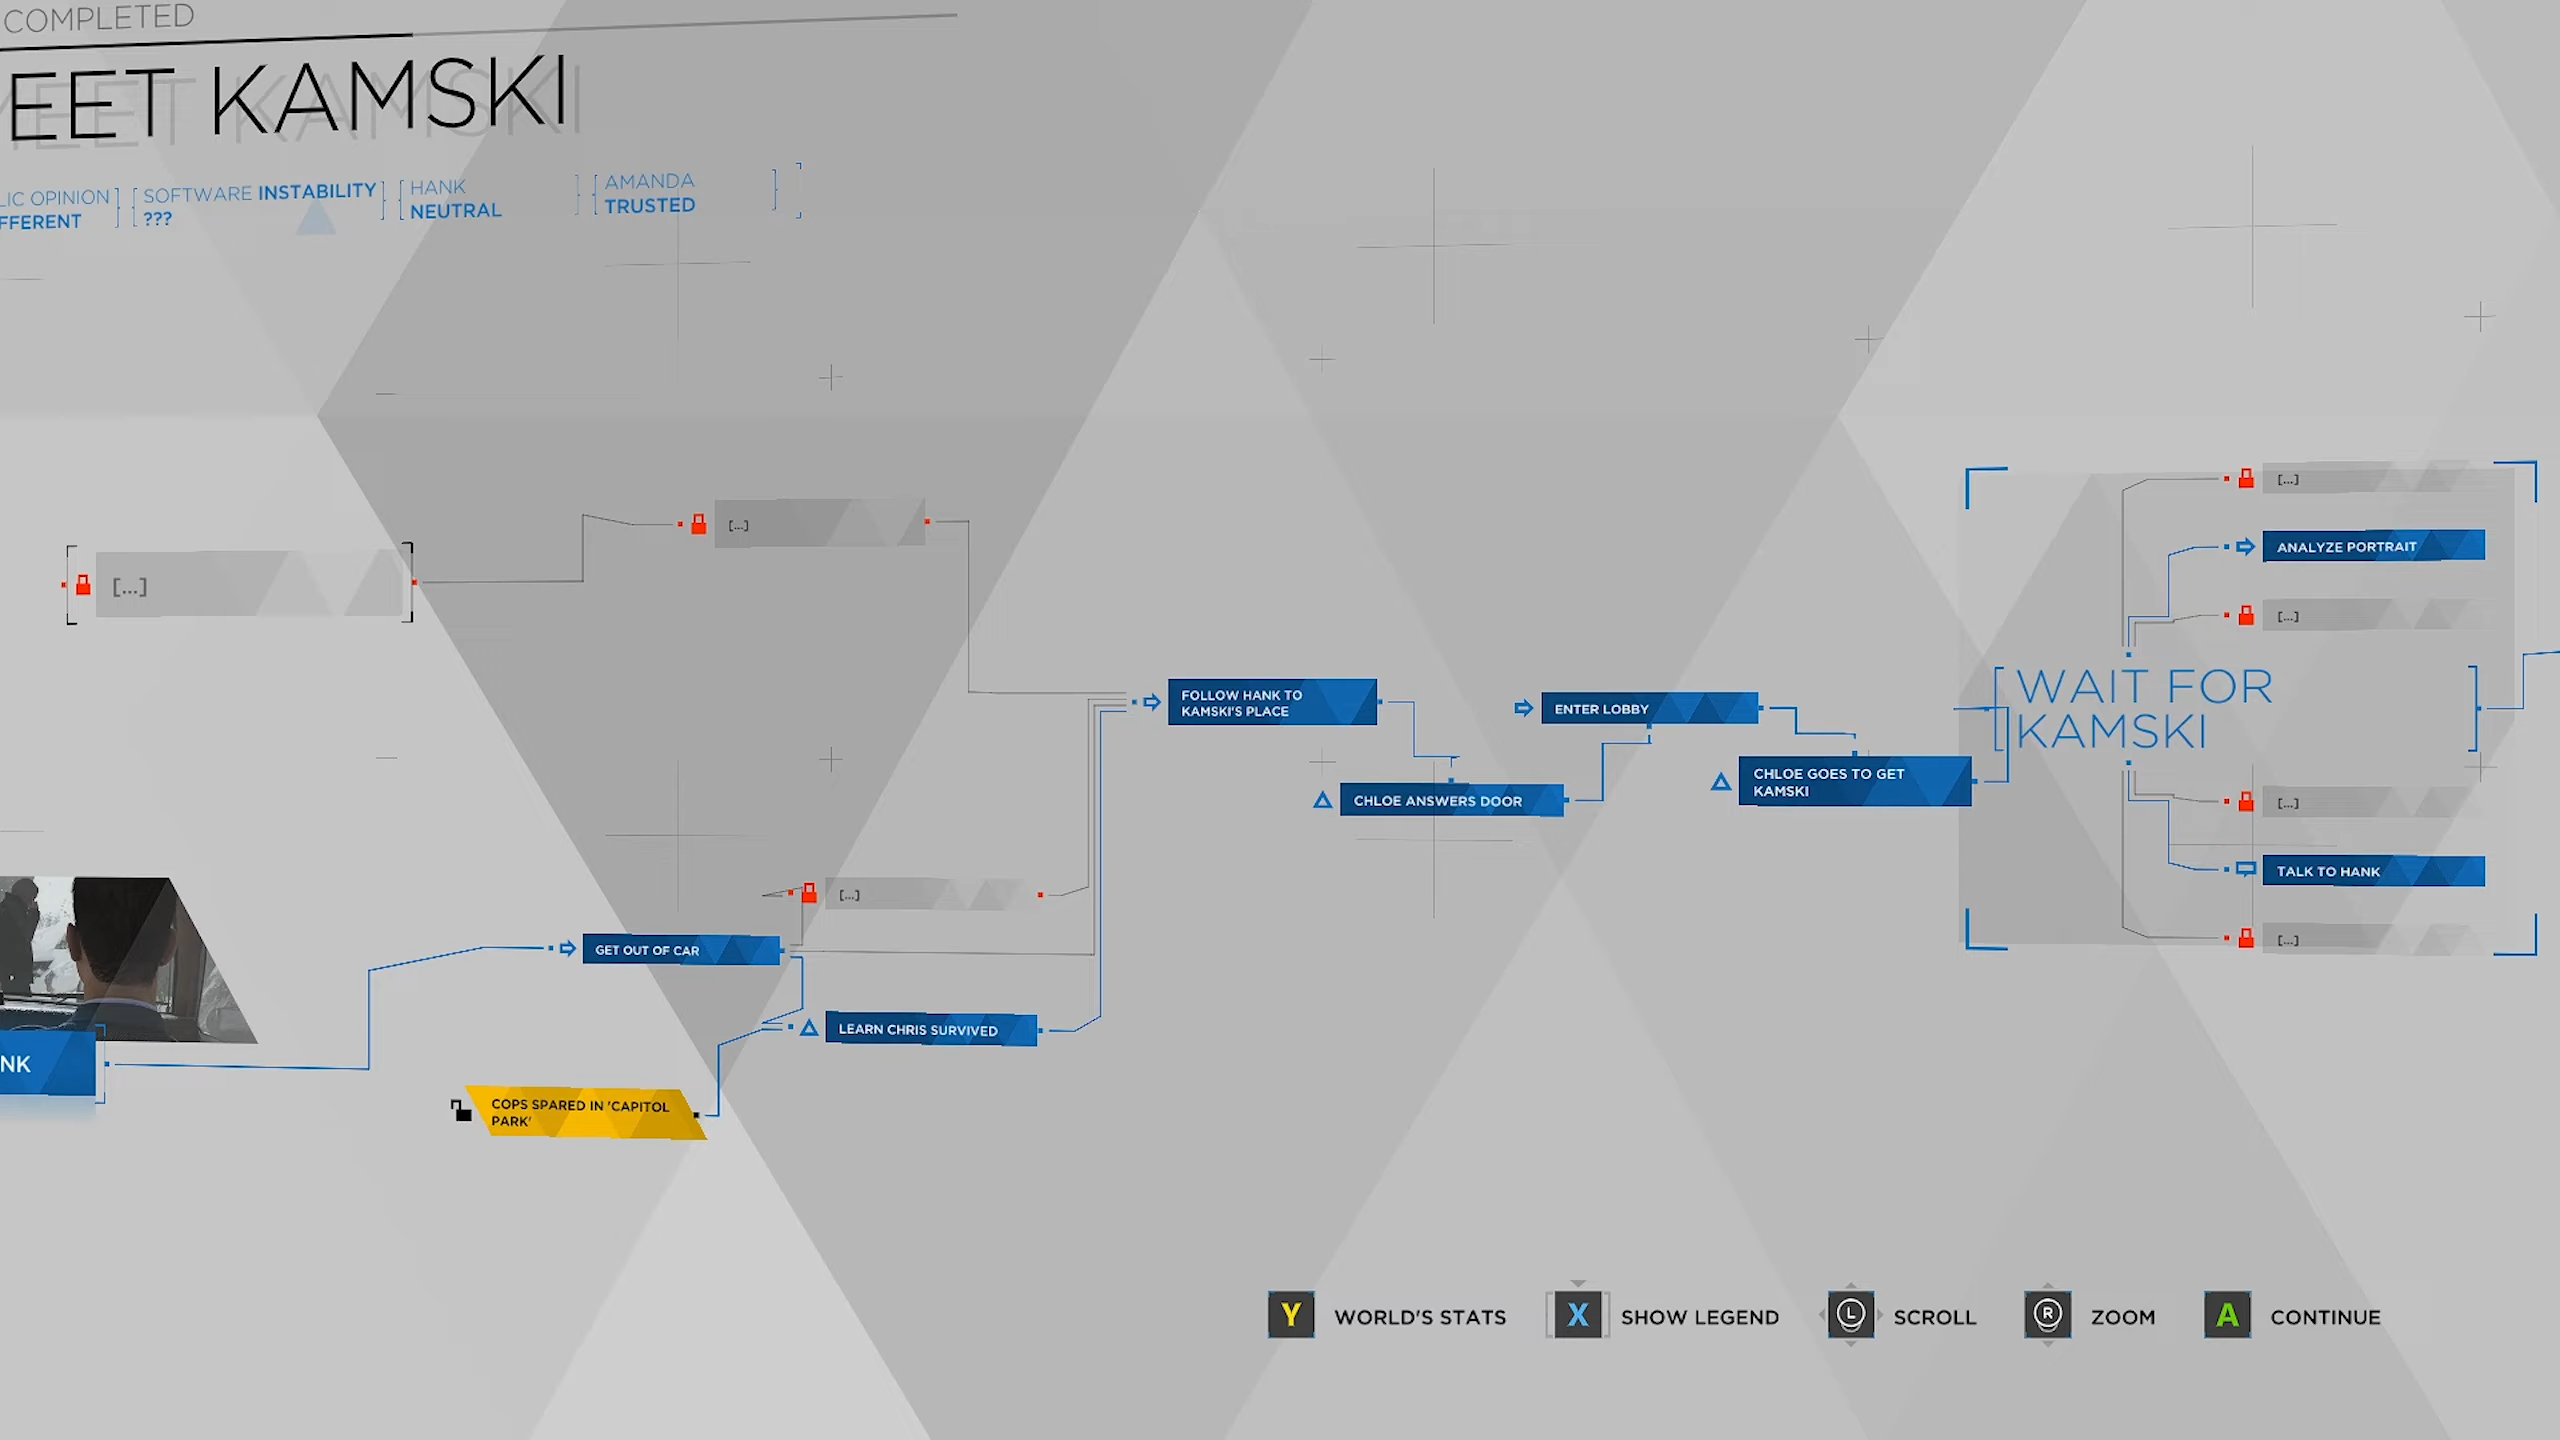 COMPLETED
EET KAMSKI
LIC OPINION
FFERENT
SOFTWARE INSTABILITY
???
HANK
NEUTRAL
AMANDA
TRUSTED
[...]
[...]
[...]
ANALYZE PORTRAIT
[...]
FOLLOW HANK TO
KAMSKI'S PLACE
ENTER LOBBY
WAIT FOR
KAMSKI
CHLOE ANSWERS DOOR
CHLOE GOES TO GET
KAMSKI
[...]
TALK TO HANK
[...]
[...]
GET OUT OF CAR
LEARN CHRIS SURVIVED
NK
COPS SPARED IN 'CAPITOL
PARK'
Y WORLD'S STATS
X SHOW LEGEND
L SCROLL
R ZOOM
A CONTINUE